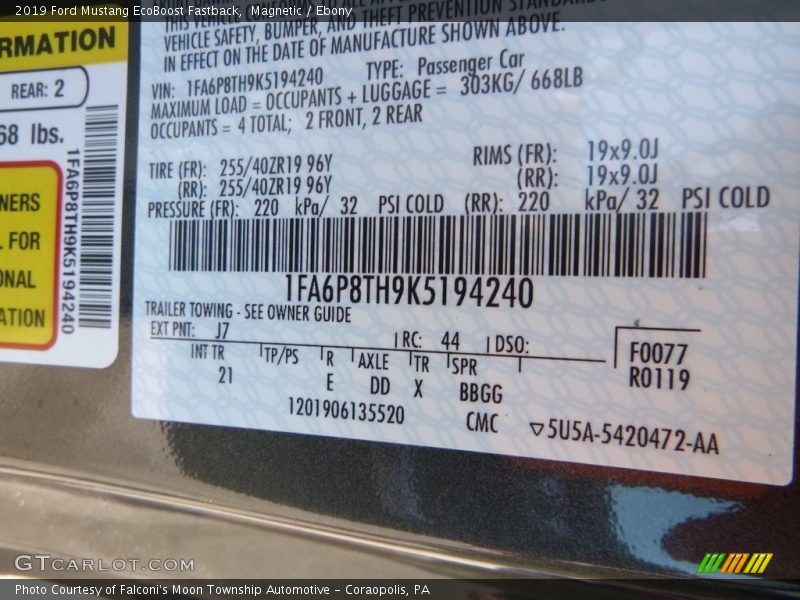 2019 Ford Mustang EcoBoost Fastback, Magnetic / Ebony
THIS VEHICLE
AND THEFT PREVENTION STANDARDS
VEHICLE SAFETY, BUMPER, AND
IN EFFECT ON THE DATE OF MANUFACTURE SHOWN ABOVE.
VIN: 1FA6P8TH9K5194240 TYPE: Passenger Car
MAXIMUM LOAD = OCCUPANTS + LUGGAGE = 303KG/ 668LB
OCCUPANTS = 4 TOTAL; 2 FRONT, 2 REAR
TIRE (FR): 255/40ZR19 96Y RIMS (FR): 19x9.0J
(RR): 255/40ZR19 96Y (RR): 19x9.0J
PRESSURE (FR): 220 kPa/ 32 PSI COLD (RR): 220 kPa/ 32 PSI COLD
1FA6P8TH9K5194240
TRAILER TOWING - SEE OWNER GUIDE
EXT PNT: J7 RC: 44 DSO:
INT TR TP/PS R AXLE TR SPR
21 E DD X BBGG
F0077
R0119
1201906135520 CMC 5U5A-5420472-AA
RMATION
REAR: 2
68 lbs.
1FA6P8TH9K5194240
NERS
FOR
ONAL
ATION
GTCARLOT.COM
Photo Courtesy of Falconi's Moon Township Automotive – Coraopolis, PA